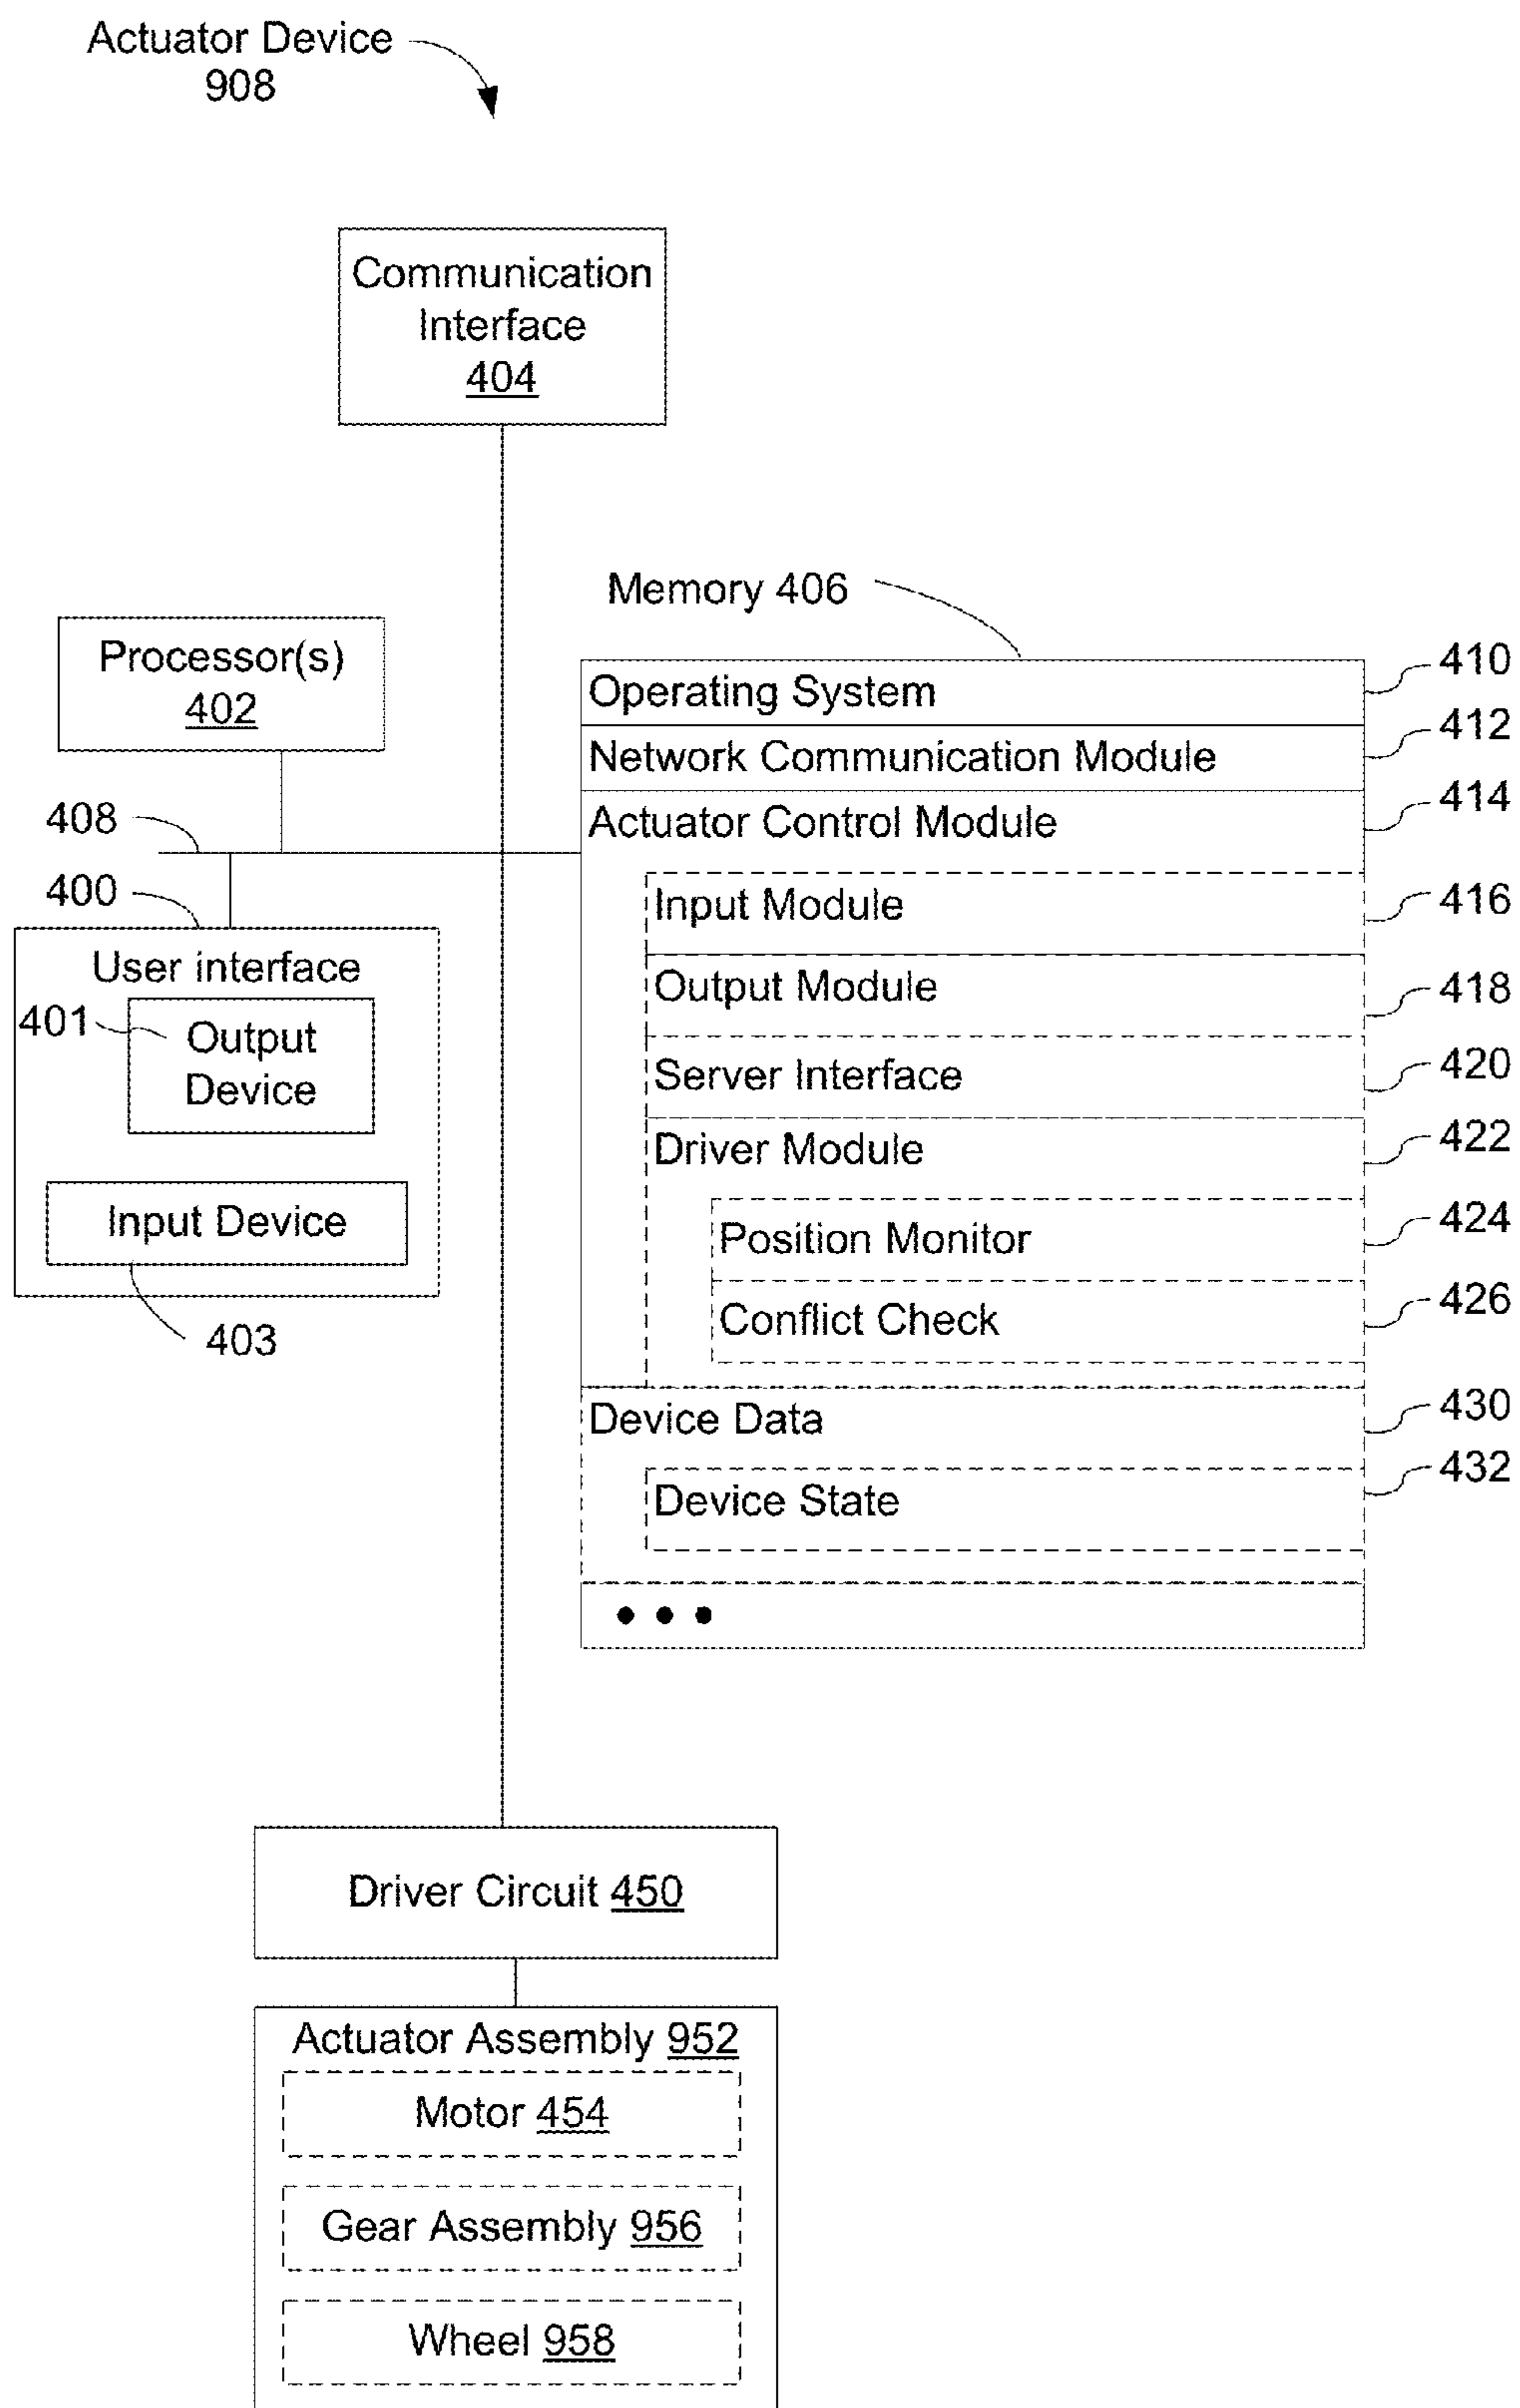 Actuator Device
908
Communication
Interface
404
Memory 406
Processor(s)
402
408
400
User interface
401
Output
Device
Input Device
403
Operating System
410
Network Communication Module
412
Actuator Control Module
414
Input Module
416
Output Module
418
Server Interface
420
Driver Module
422
Position Monitor
424
Conflict Check
426
Device Data
430
Device State
432
• • •
Driver Circuit 450
Actuator Assembly 952
Motor 454
Gear Assembly 956
Wheel 958